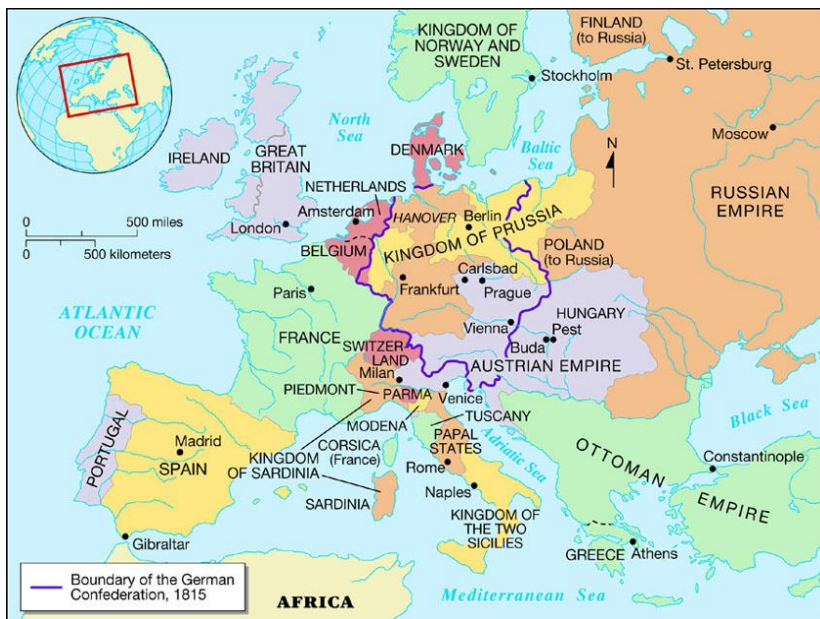 KINGDOM OF
NORWAY AND
SWEDEN
FINLAND
(to Russia)
St. Petersburg
Stockholm
North
Sea
Moscow
IRELAND
GREAT
BRITAIN
DENMARK
Baltic
Sea
N
NETHERLANDS
RUSSIAN
EMPIRE
0
500 miles
0
500 kilometers
Amsterdam
HANOVER
Berlin
London
KINGDOM OF PRUSSIA
BELGIUM
POLAND
(to Russia)
Carlsbad
Frankfurt
Prague
Paris
ATLANTIC
OCEAN
HUNGARY
Vienna
Pest
Buda
FRANCE
SWITZER-
LAND
AUSTRIAN EMPIRE
Milan
Venice
PIEDMONT
PARMA
Black Sea
MODENA
TUSCANY
Adriatic Sea
PORTUGAL
Madrid
SPAIN
KINGDOM
OF SARDINIA
CORSICA
(France)
PAPAL
STATES
OTTOMAN
EMPIRE
Constantinople
Rome
SARDINIA
Naples
KINGDOM
OF THE TWO
SICILIES
Gibraltar
GREECE
Athens
Boundary of the German
Confederation, 1815
AFRICA
Mediterranean Sea